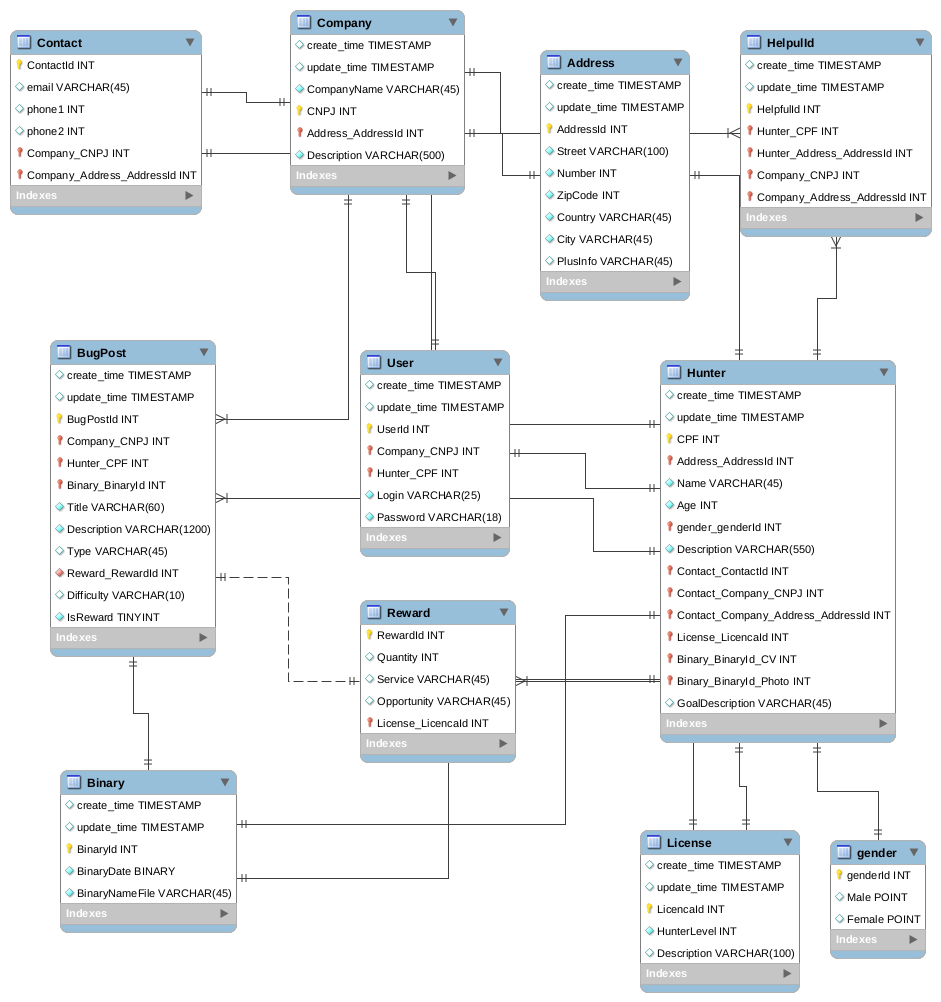 Contact
ContactId INT
email VARCHAR(45)
phone1 INT
phone2 INT
Company_CNPJ INT
Company_Address_AddressId INT
Indexes
Company
create_time TIMESTAMP
update_time TIMESTAMP
CompanyName VARCHAR(45)
CNPJ INT
Address_AddressId INT
Description VARCHAR(500)
Indexes
Address
create_time TIMESTAMP
update_time TIMESTAMP
AddressId INT
Street VARCHAR(100)
Number INT
ZipCode INT
Country VARCHAR(45)
City VARCHAR(45)
PlusInfo VARCHAR(45)
Indexes
HelpulId
create_time TIMESTAMP
update_time TIMESTAMP
HelpfulId INT
Hunter_CPF INT
Hunter_Address_AddressId INT
Company_CNPJ INT
Company_Address_AddressId INT
Indexes
BugPost
create_time TIMESTAMP
update_time TIMESTAMP
BugPostId INT
Company_CNPJ INT
Hunter_CPF INT
Binary_BinaryId INT
Title VARCHAR(60)
Description VARCHAR(1200)
Type VARCHAR(45)
Reward_RewardId INT
Difficulty VARCHAR(10)
IsReward TINYINT
Indexes
User
create_time TIMESTAMP
update_time TIMESTAMP
UserId INT
Company_CNPJ INT
Hunter_CPF INT
Login VARCHAR(25)
Password VARCHAR(18)
Indexes
Hunter
create_time TIMESTAMP
update_time TIMESTAMP
CPF INT
Address_AddressId INT
Name VARCHAR(45)
Age INT
gender_genderId INT
Description VARCHAR(550)
Contact_ContactId INT
Contact_Company_CNPJ INT
Contact_Company_Address_AddressId INT
License_LicencaId INT
Binary_BinaryId_CV INT
Binary_BinaryId_Photo INT
GoalDescription VARCHAR(45)
Indexes
Reward
RewardId INT
Quantity INT
Service VARCHAR(45)
Opportunity VARCHAR(45)
License_LicencaId INT
Indexes
Binary
create_time TIMESTAMP
update_time TIMESTAMP
BinaryId INT
BinaryDate BINARY
BinaryNameFile VARCHAR(45)
Indexes
License
create_time TIMESTAMP
update_time TIMESTAMP
LicencaId INT
HunterLevel INT
Description VARCHAR(100)
Indexes
gender
genderId INT
Male POINT
Female POINT
Indexes